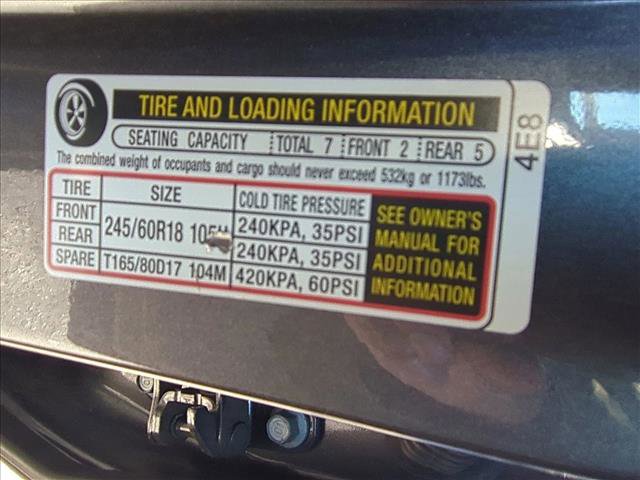 TIRE AND LOADING INFORMATION
SEATING CAPACITY TOTAL 7 FRONT 2 REAR 5
The combined weight of occupants and cargo should never exceed 532kg or 1173lbs.
TIRE SIZE COLD TIRE PRESSURE
FRONT 245/60R18 240KPA, 35PSI
REAR 240KPA, 35PSI
SPARE T165/80D17 104M 420KPA, 60PSI
SEE OWNER'S
MANUAL FOR
ADDITIONAL
INFORMATION
4E8